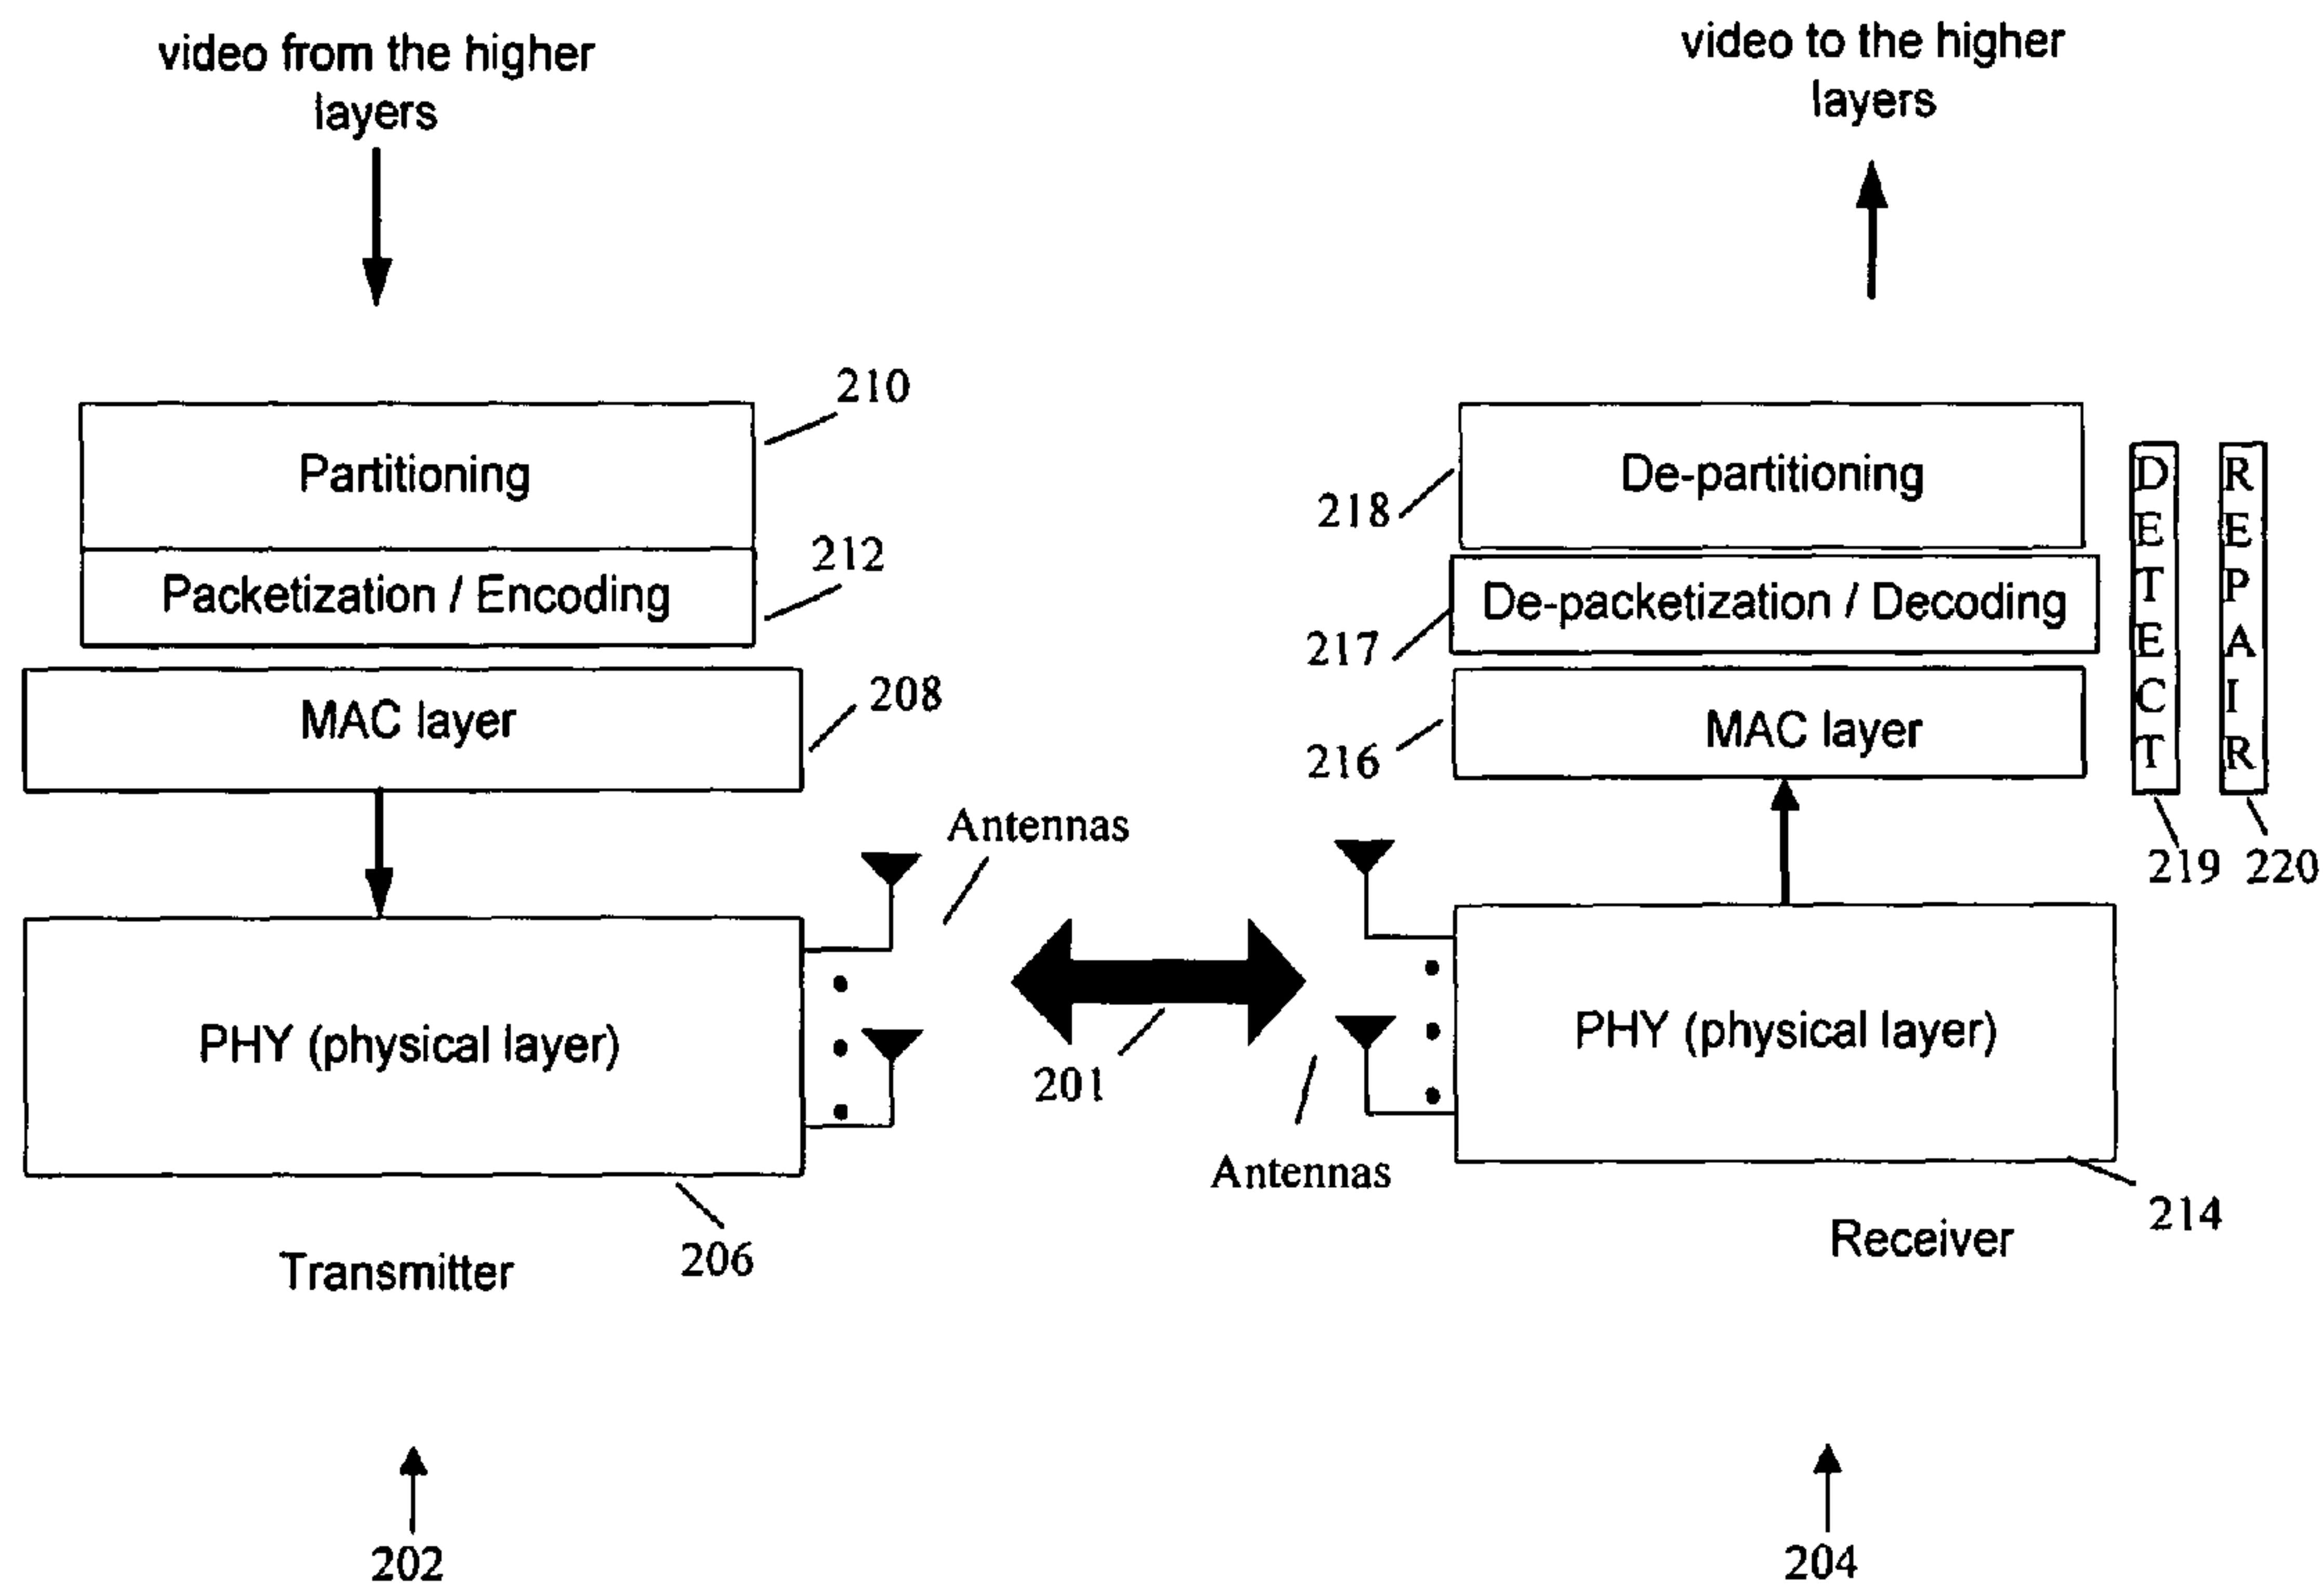 video from the higher
layers
video to the higher
layers
210
Partitioning
212
Packetization / Encoding
208
MAC layer
Antennas
PHY (physical layer)
206
Transmitter
202
201
Antennas
218
De-partitioning
217
De-packetization / Decoding
216
MAC layer
DETECT
REPAIR
219
220
PHY (physical layer)
214
Receiver
204